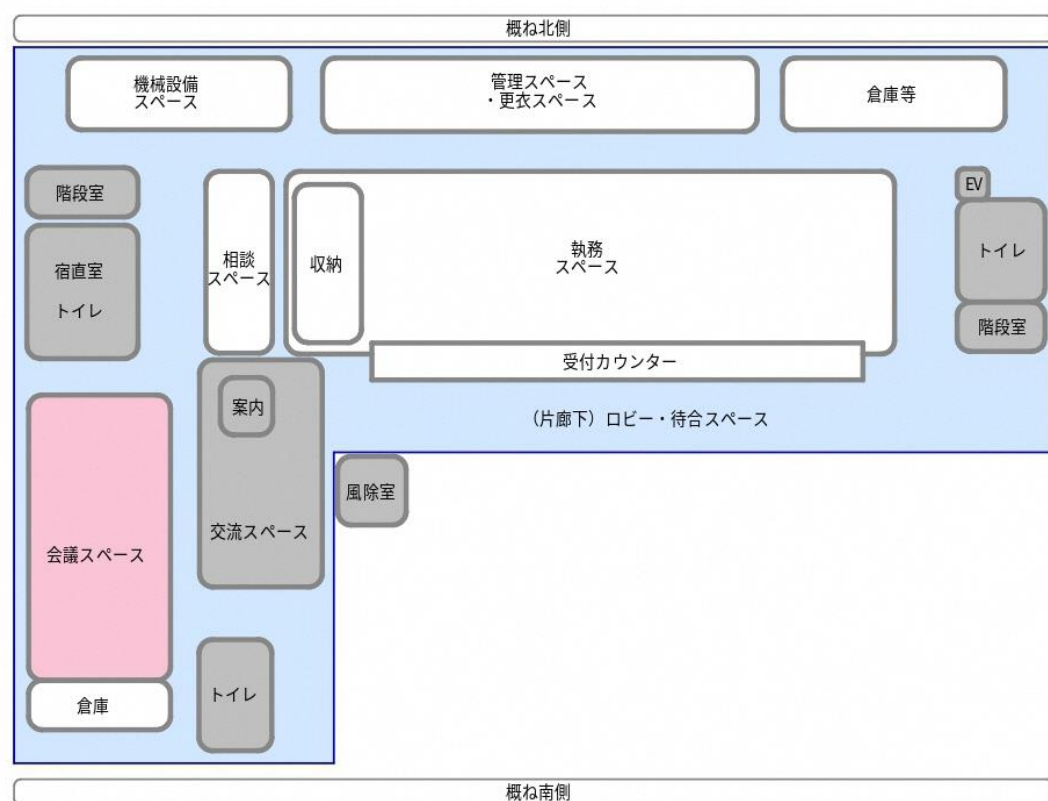 概ね北側
機械設備
スペース
管理スペース
・更衣スペース
倉庫等
階段室
宿直室
トイレ
相談
スペース
収納
執務
スペース
EV
トイレ
階段室
受付カウンター
案内
（片廊下）ロビー・待合スペース
風除室
交流スペース
会議スペース
トイレ
倉庫
概ね南側